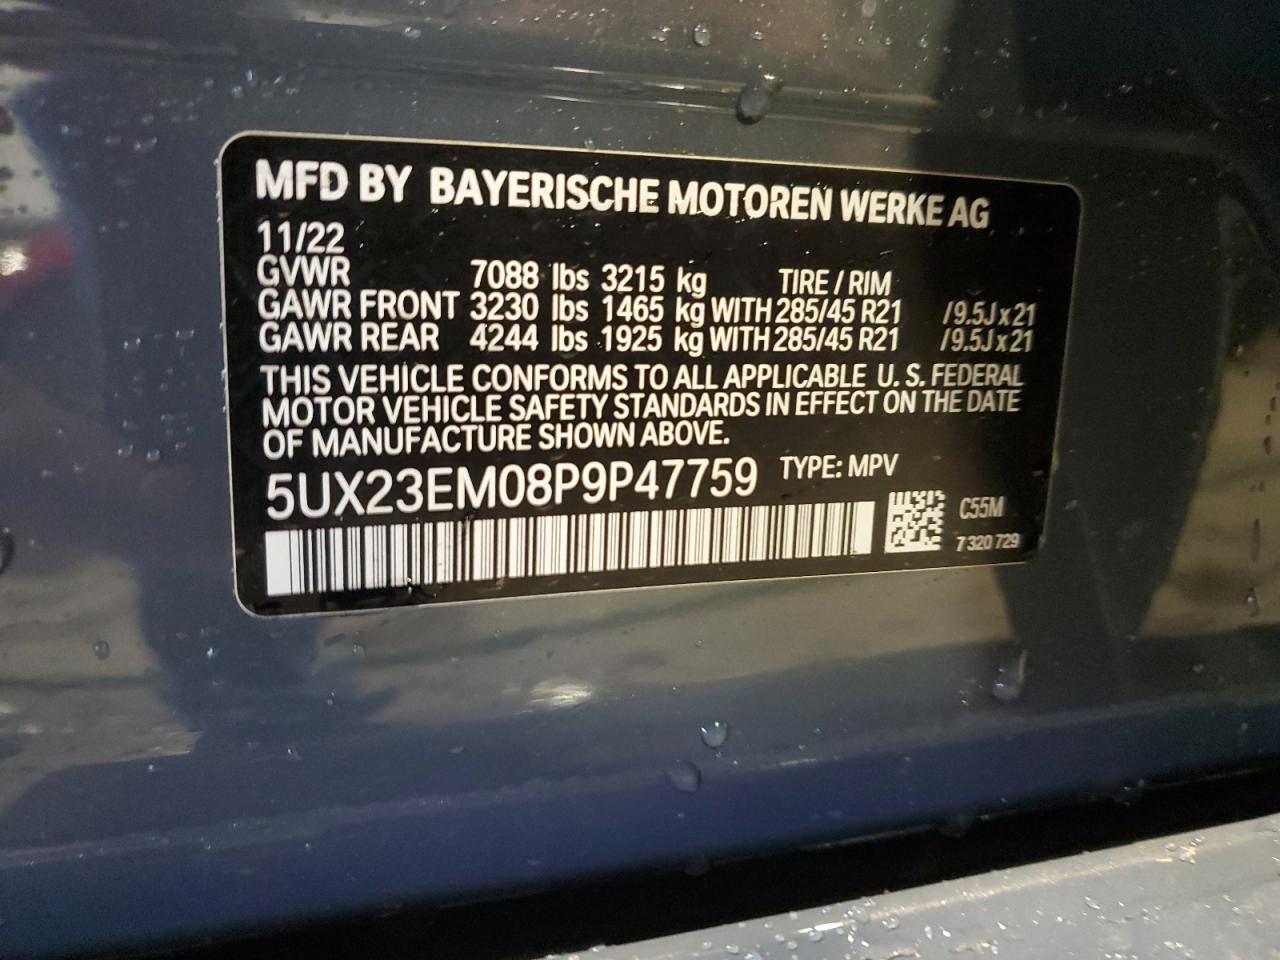 MFD BY BAYERISCHE MOTOREN WERKE AG
11/22
GVWR 7088 lbs 3215 kg TIRE / RIM
GAWR FRONT 3230 lbs 1465 kg WITH 285/45 R21 /9.5J x 21
GAWR REAR 4244 lbs 1925 kg WITH 285/45 R21 /9.5J x 21
THIS VEHICLE CONFORMS TO ALL APPLICABLE U. S. FEDERAL
MOTOR VEHICLE SAFETY STANDARDS IN EFFECT ON THE DATE
OF MANUFACTURE SHOWN ABOVE.
5UX23EM08P9P47759 TYPE: MPV
C55M
7 320 729